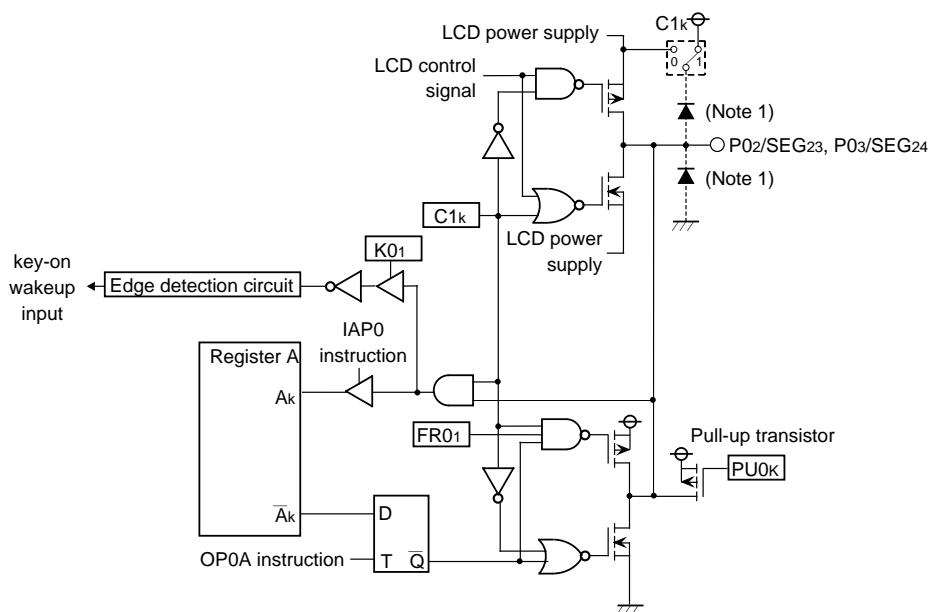 C1k
LCD power supply
0 1
LCD control
signal
(Note 1)
P02/SEG23, P03/SEG24
(Note 1)
C1k
LCD power
supply
K01
key-on
wakeup
input
Edge detection circuit
IAP0
instruction
Register A
Ak
FR01
Pull-up transistor
PU0K
A̅k
D
OP0A instruction
T Q̅